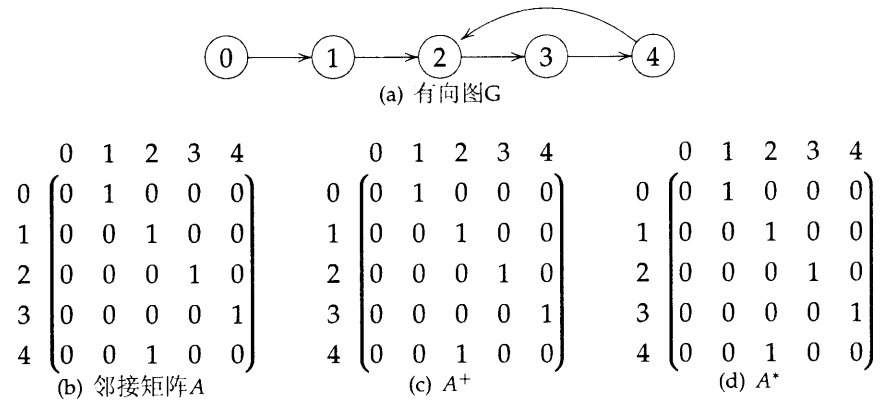 0 1 2 3 4
(a) 有向图G
0 1 2 3 4 0 1 2 3 4 0 1 2 3 4
0 0 1 0 0 0 0 0 1 0 0 0 0 0 1 0 0 0
1 0 0 1 0 0 1 0 0 1 0 0 1 0 0 1 0 0
2 0 0 0 1 0 2 0 0 0 1 0 2 0 0 0 1 0
3 0 0 0 0 1 3 0 0 0 0 1 3 0 0 0 0 1
4 0 0 1 0 0 4 0 0 1 0 0 4 0 0 1 0 0
(b) 邻接矩阵A (c) A⁺ (d) A*